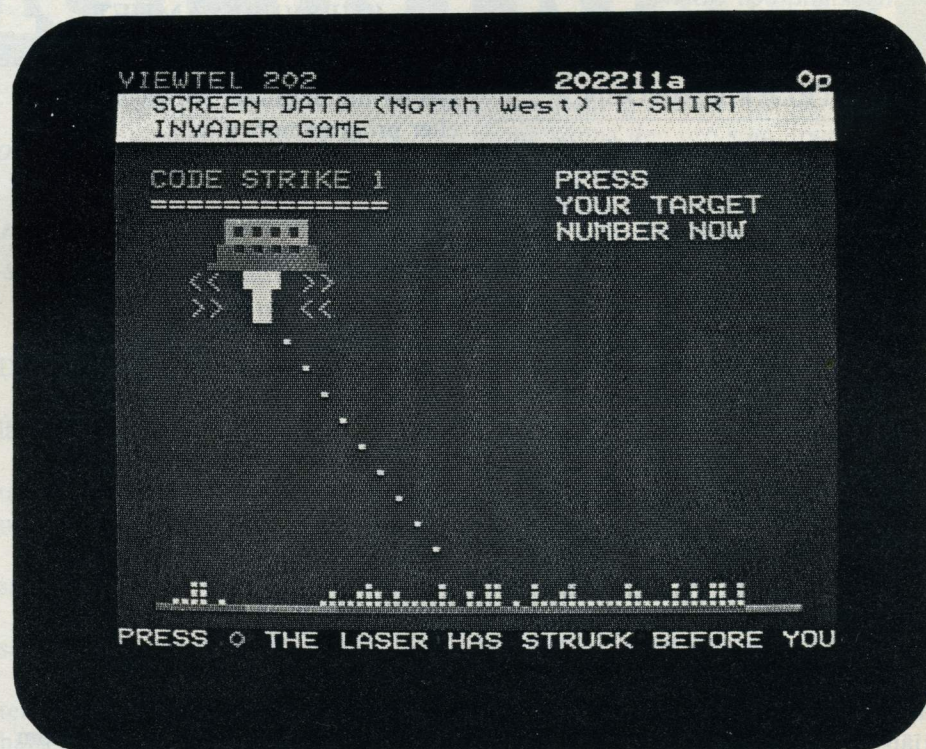 VIEWTEL 202 202211a 0p
SCREEN DATA (North West) T-SHIRT
INVADER GAME
CODE STRIKE 1
=============
PRESS
YOUR TARGET
NUMBER NOW
<< >>
>> <<
PRESS 0 THE LASER HAS STRUCK BEFORE YOU